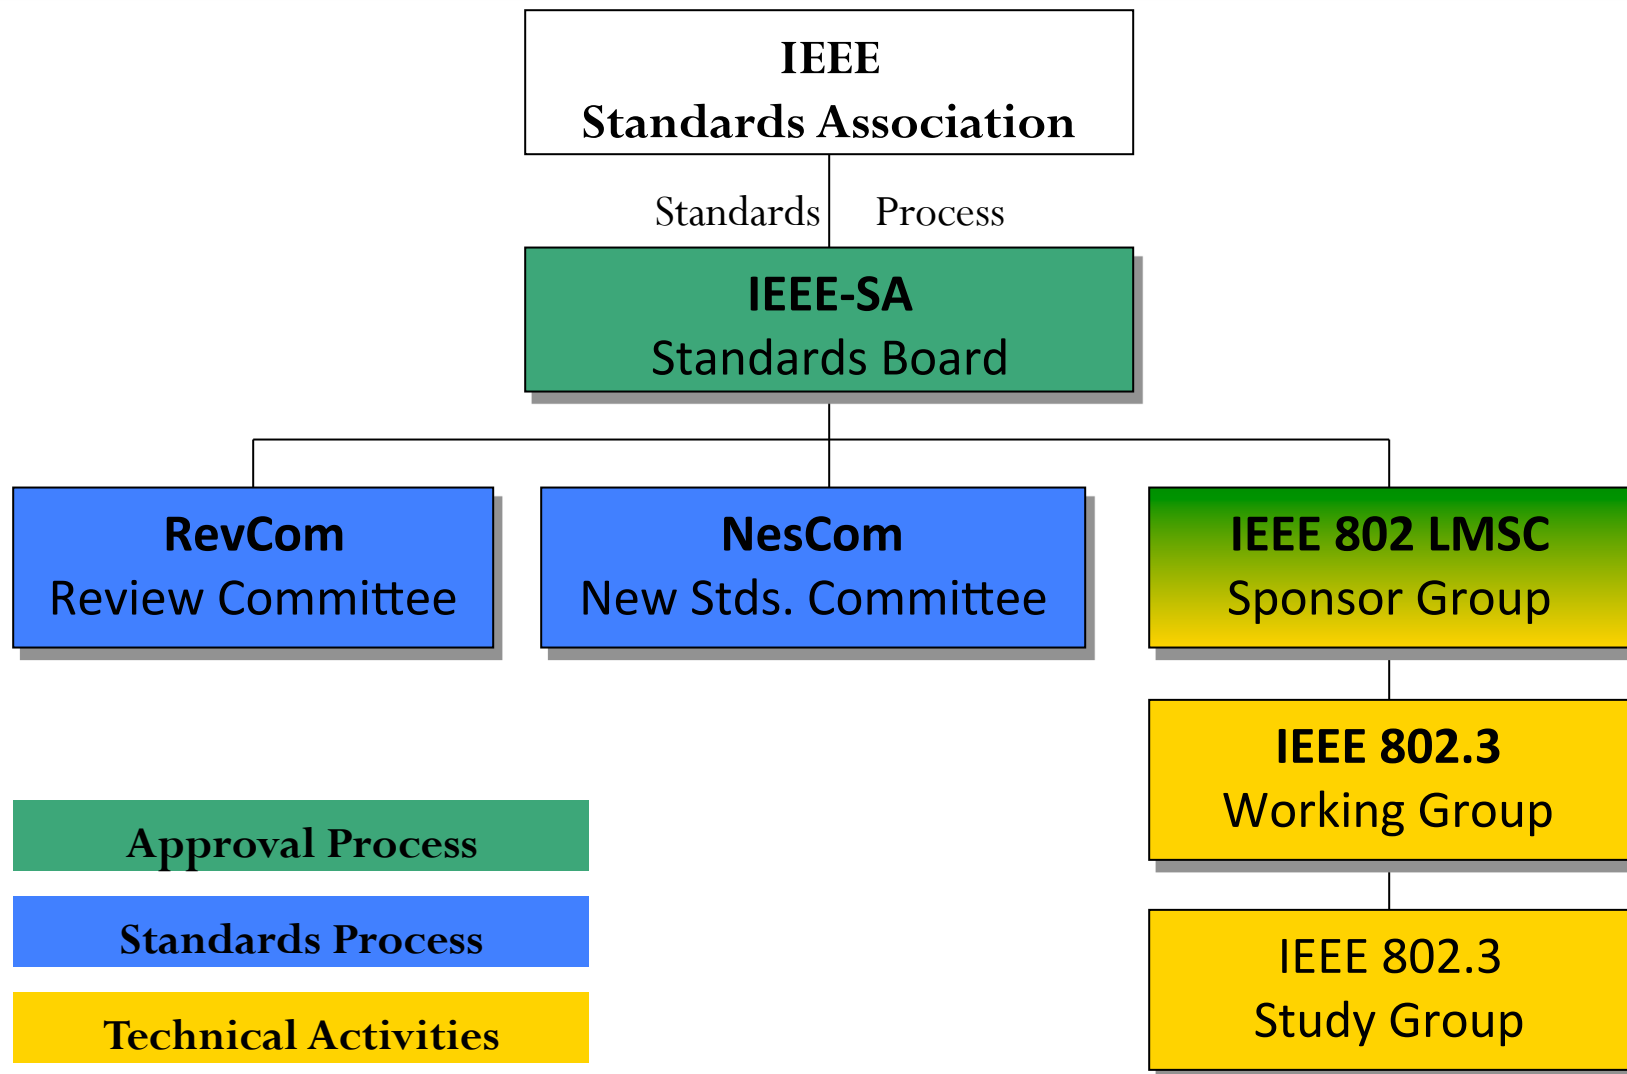 IEEE
Standards Association
Standards Process
IEEE-SA
Standards Board
RevCom
Review Committee
NesCom
New Stds. Committee
IEEE 802 LMSC
Sponsor Group
IEEE 802.3
Working Group
IEEE 802.3
Study Group
Approval Process
Standards Process
Technical Activities